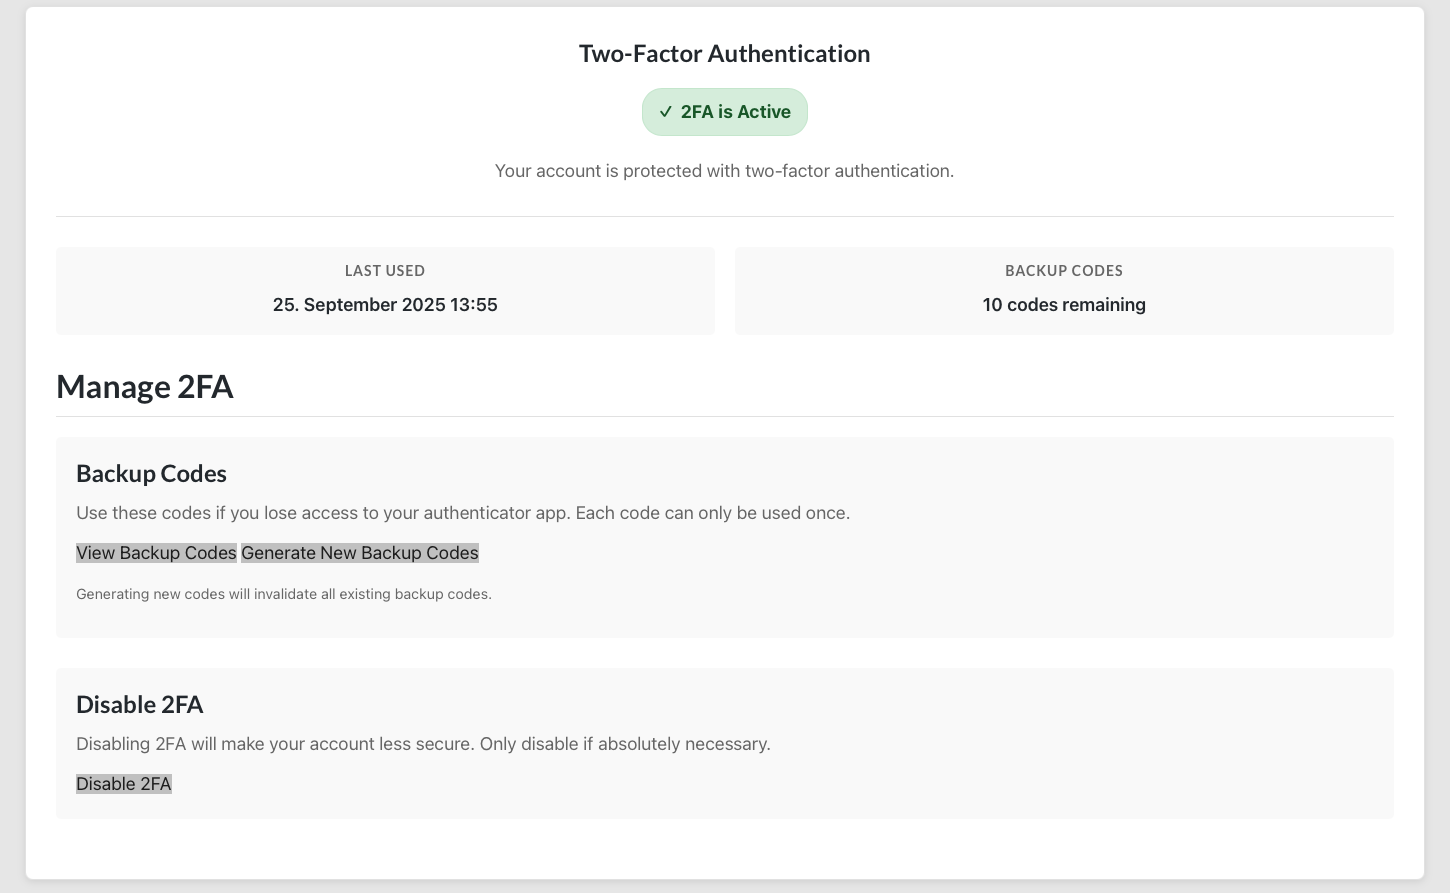 Two-Factor Authentication
✓ 2FA is Active
Your account is protected with two-factor authentication.
LAST USED
25. September 2025 13:55
BACKUP CODES
10 codes remaining
Manage 2FA
Backup Codes
Use these codes if you lose access to your authenticator app. Each code can only be used once.
View Backup Codes Generate New Backup Codes
Generating new codes will invalidate all existing backup codes.
Disable 2FA
Disabling 2FA will make your account less secure. Only disable if absolutely necessary.
Disable 2FA